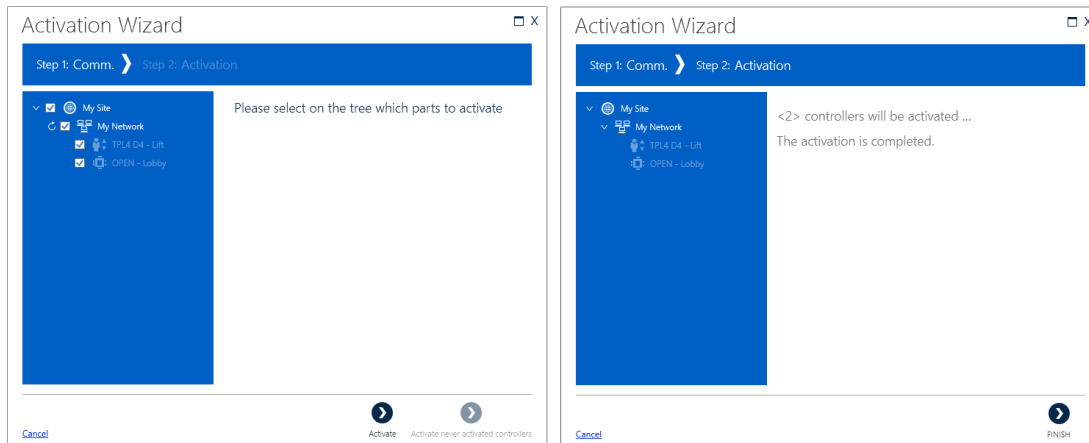 Activation Wizard
X
Step 1: Comm.
Step 2: Activation
My Site
My Network
TPL4 D4 - Lift
OPEN - Lobby
Please select on the tree which parts to activate
Cancel
Activate
Activate never activated controllers
Activation Wizard
X
Step 1: Comm.
Step 2: Activation
My Site
My Network
TPL4 D4 - Lift
OPEN - Lobby
<2> controllers will be activated ...
The activation is completed.
Cancel
FINISH